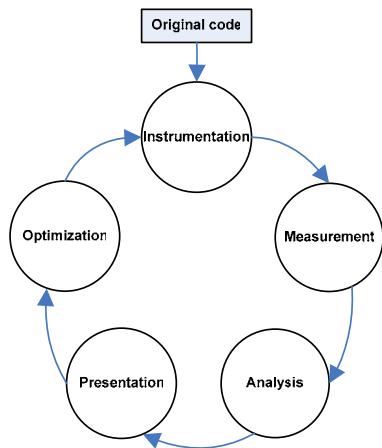 Original code
Instrumentation
Optimization
Measurement
Presentation
Analysis